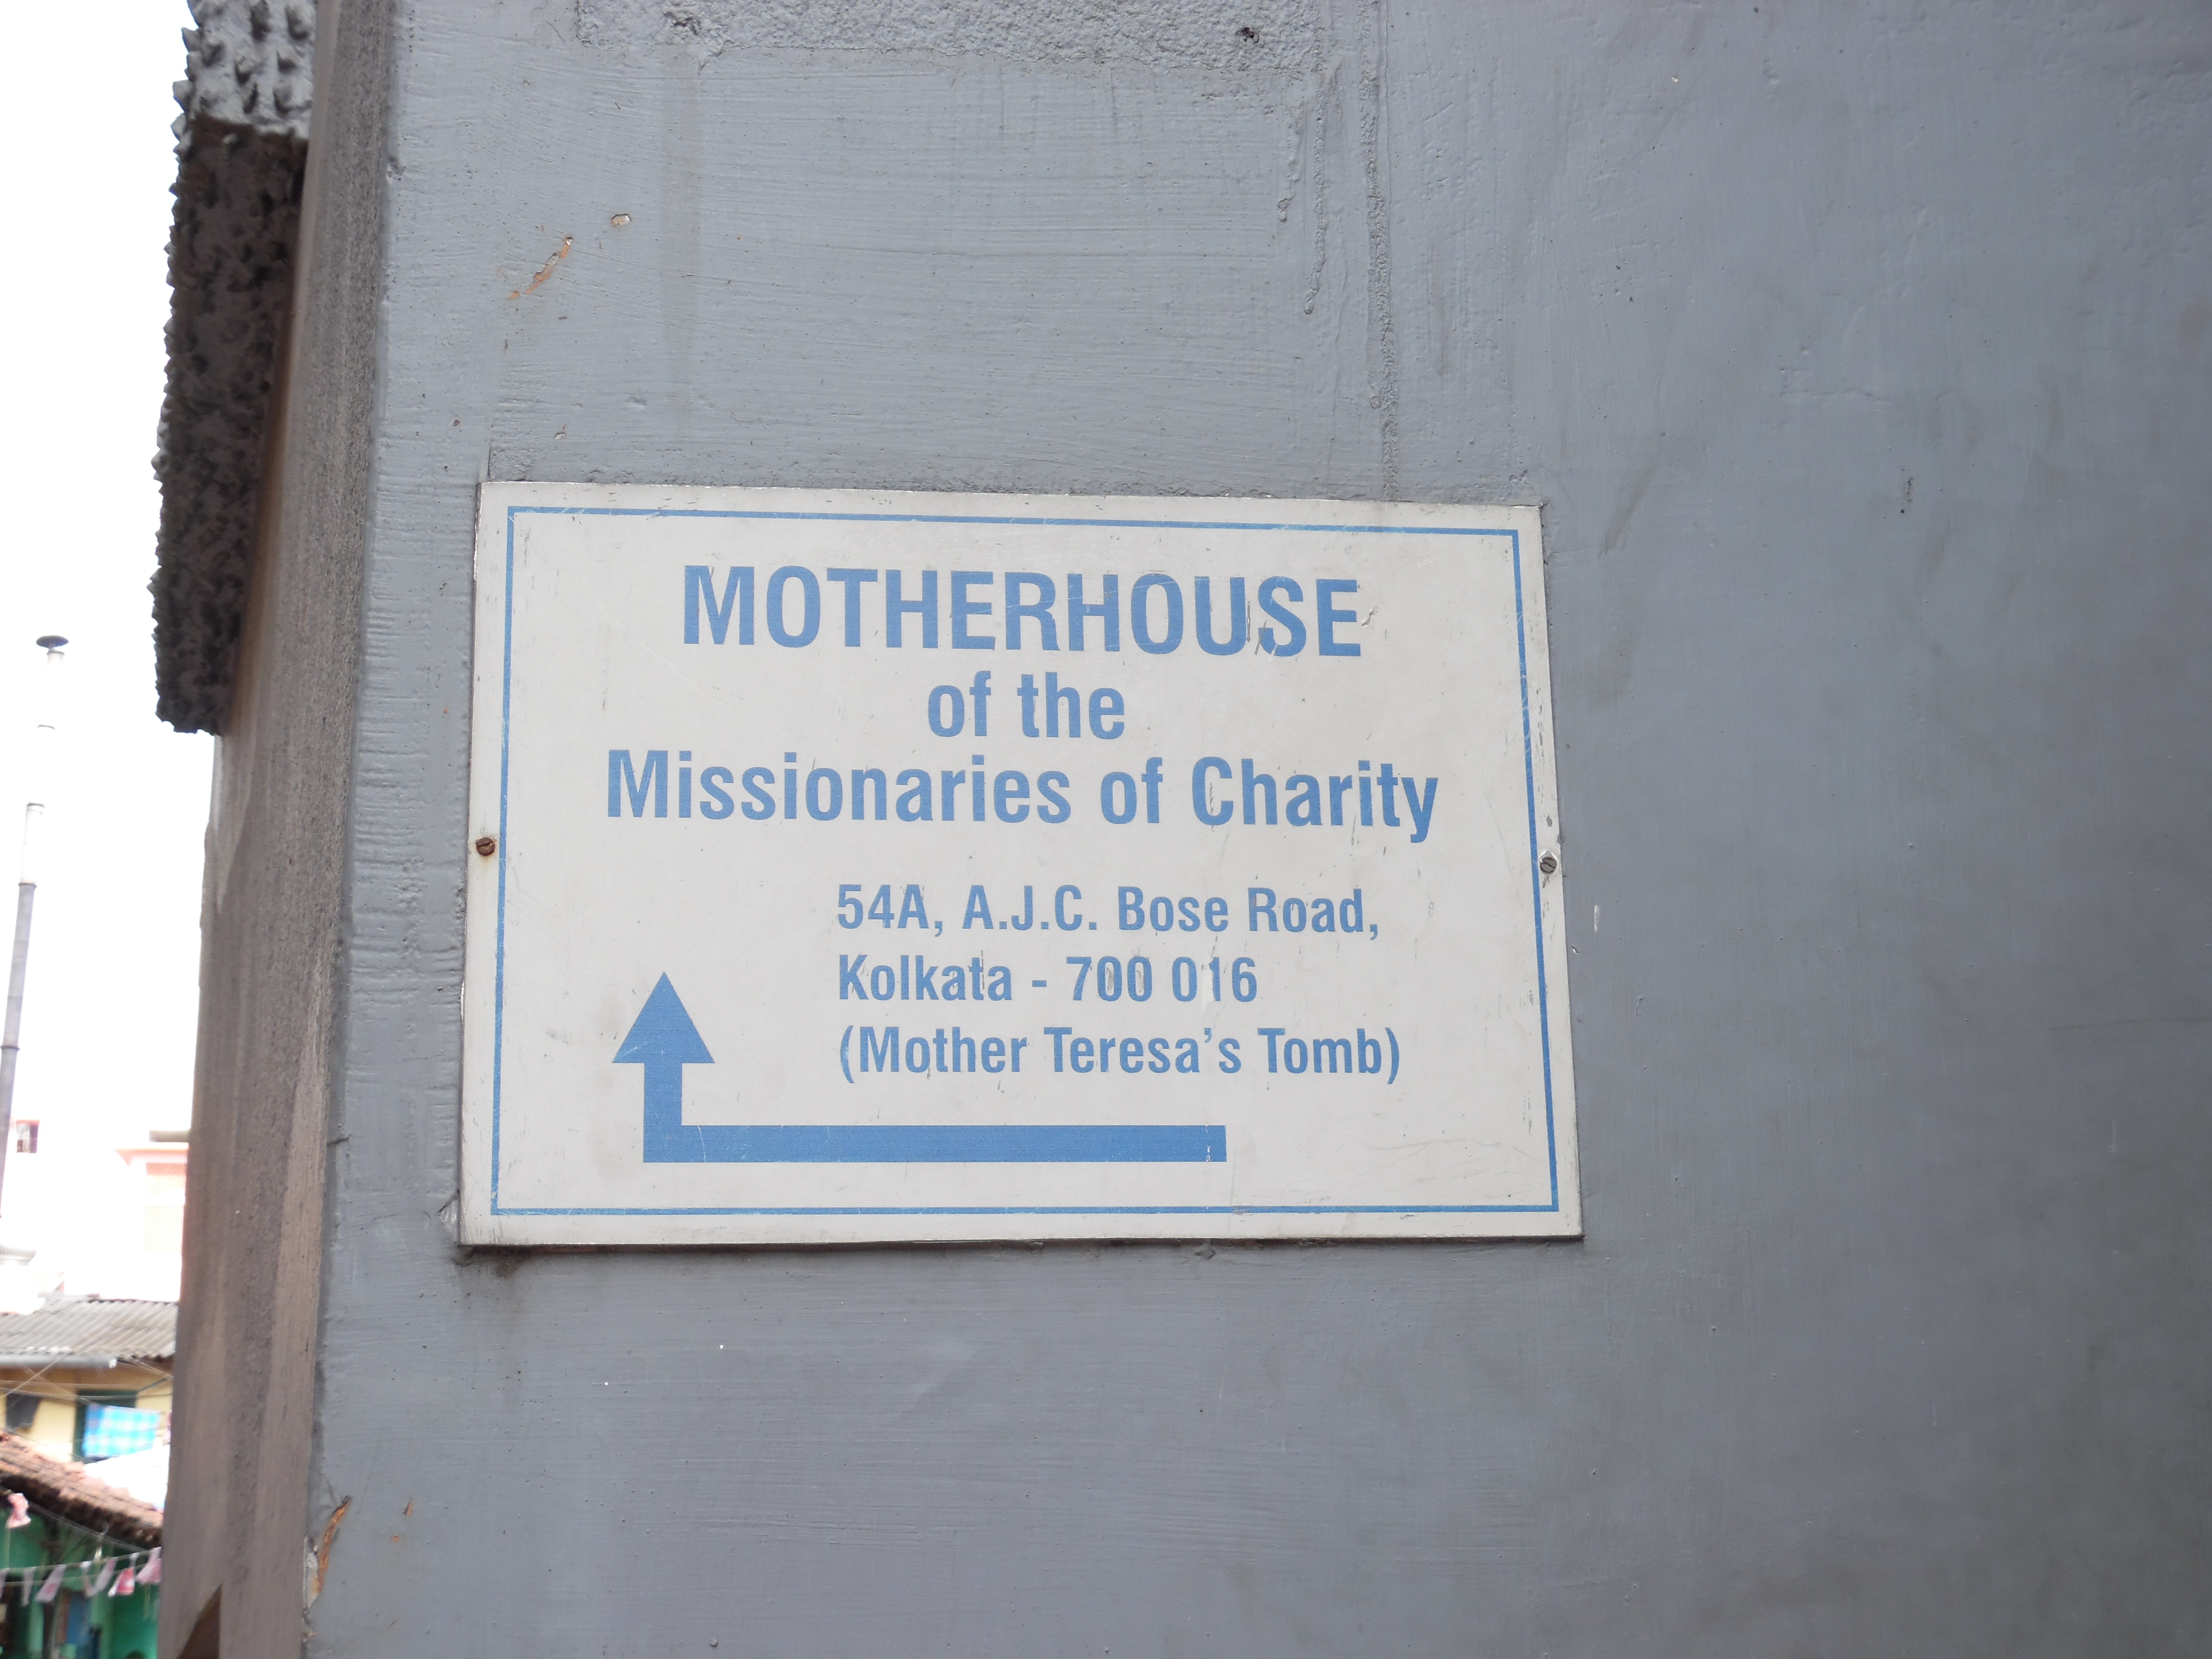 MOTHERHOUSE
of the
Missionaries of Charity
54A, A.J.C. Bose Road,
Kolkata - 700 016
(Mother Teresa's Tomb)